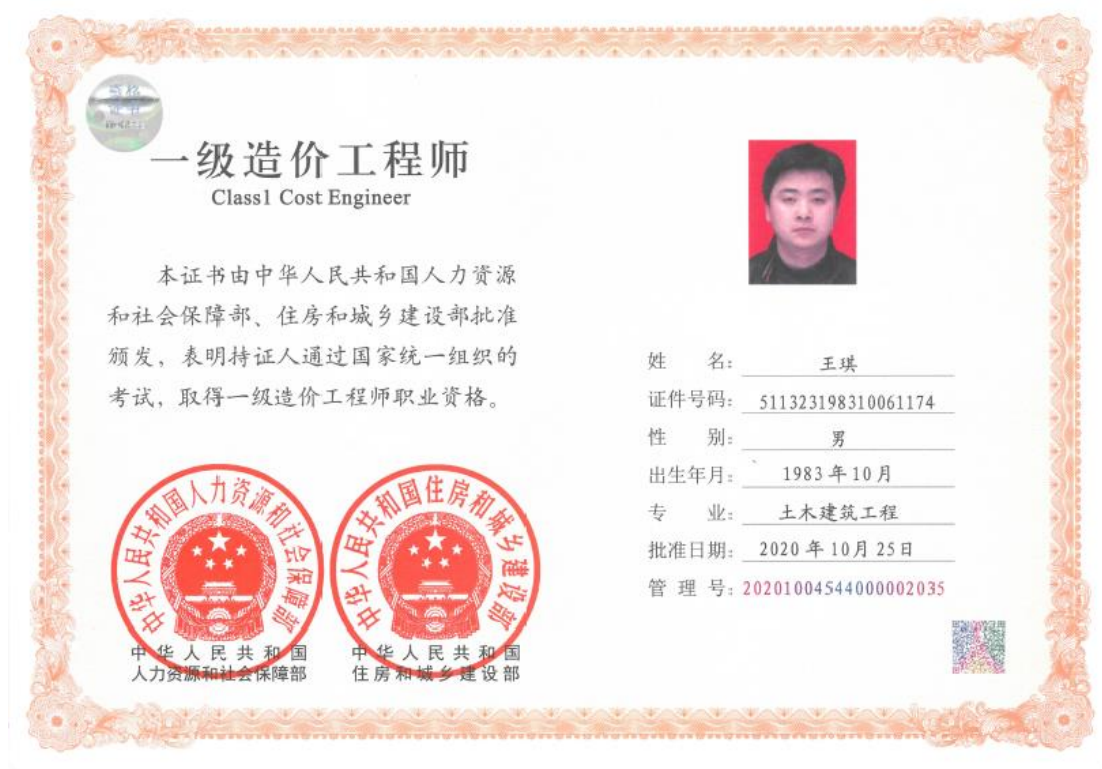 一级造价工程师
Class1 Cost Engineer
本证书由中华人民共和国人力资源
和社会保障部、住房和城乡建设部批准
颁发，表明持证人通过国家统一组织的
考试，取得一级造价工程师职业资格。
中华人民共和国人力资源和社会保障部
中华人民共和国住房和城乡建设部
中华人民共和国
人力资源和社会保障部
中华人民共和国
住房和城乡建设部
姓 名：王琪
证件号码：511323198310061174
性 别：男
出生年月：1983年10月
专 业：土木建筑工程
批准日期：2020年10月25日
管 理 号：20201004544000002035